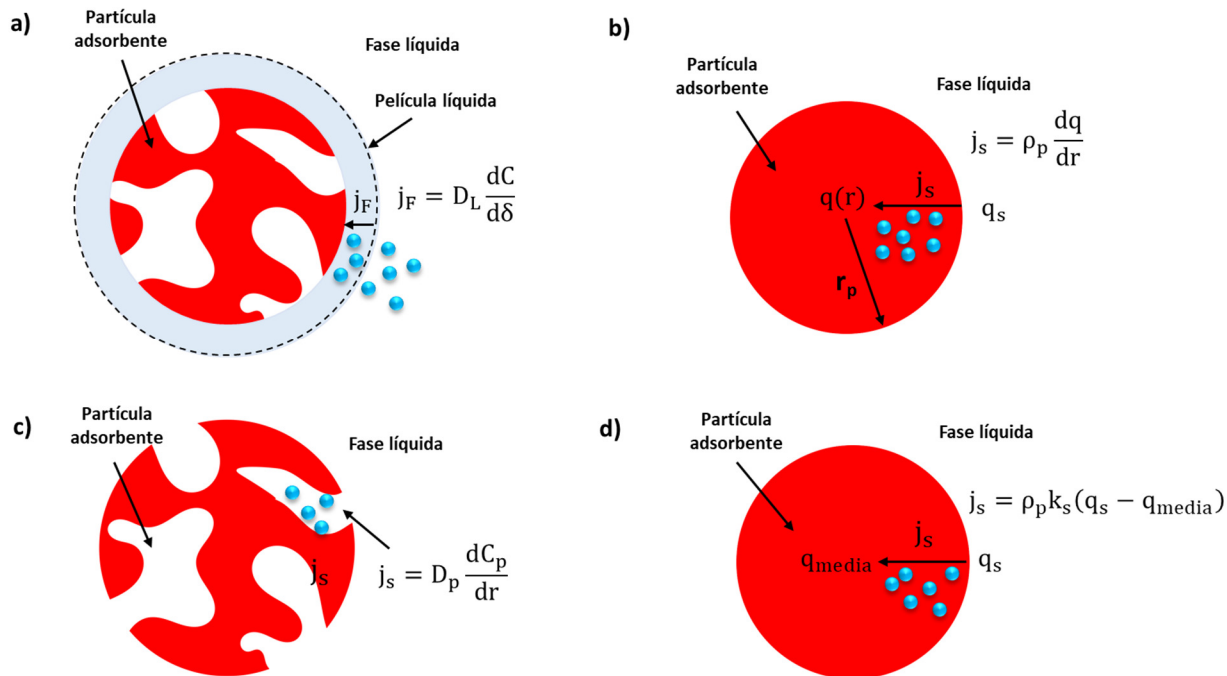 a)
Partícula
adsorbente
Fase líquida
Película líquida
j_F
j_F = D_L dC/dδ
b)
Partícula
adsorbente
Fase líquida
j_s = ρ_p dq/dr
j_s
q(r)
q_s
r_p
c)
Partícula
adsorbente
Fase líquida
j_s
j_s = D_p dC_p/dr
d)
Partícula
adsorbente
Fase líquida
j_s = ρ_p k_s (q_s − q_media)
j_s
q_media
q_s